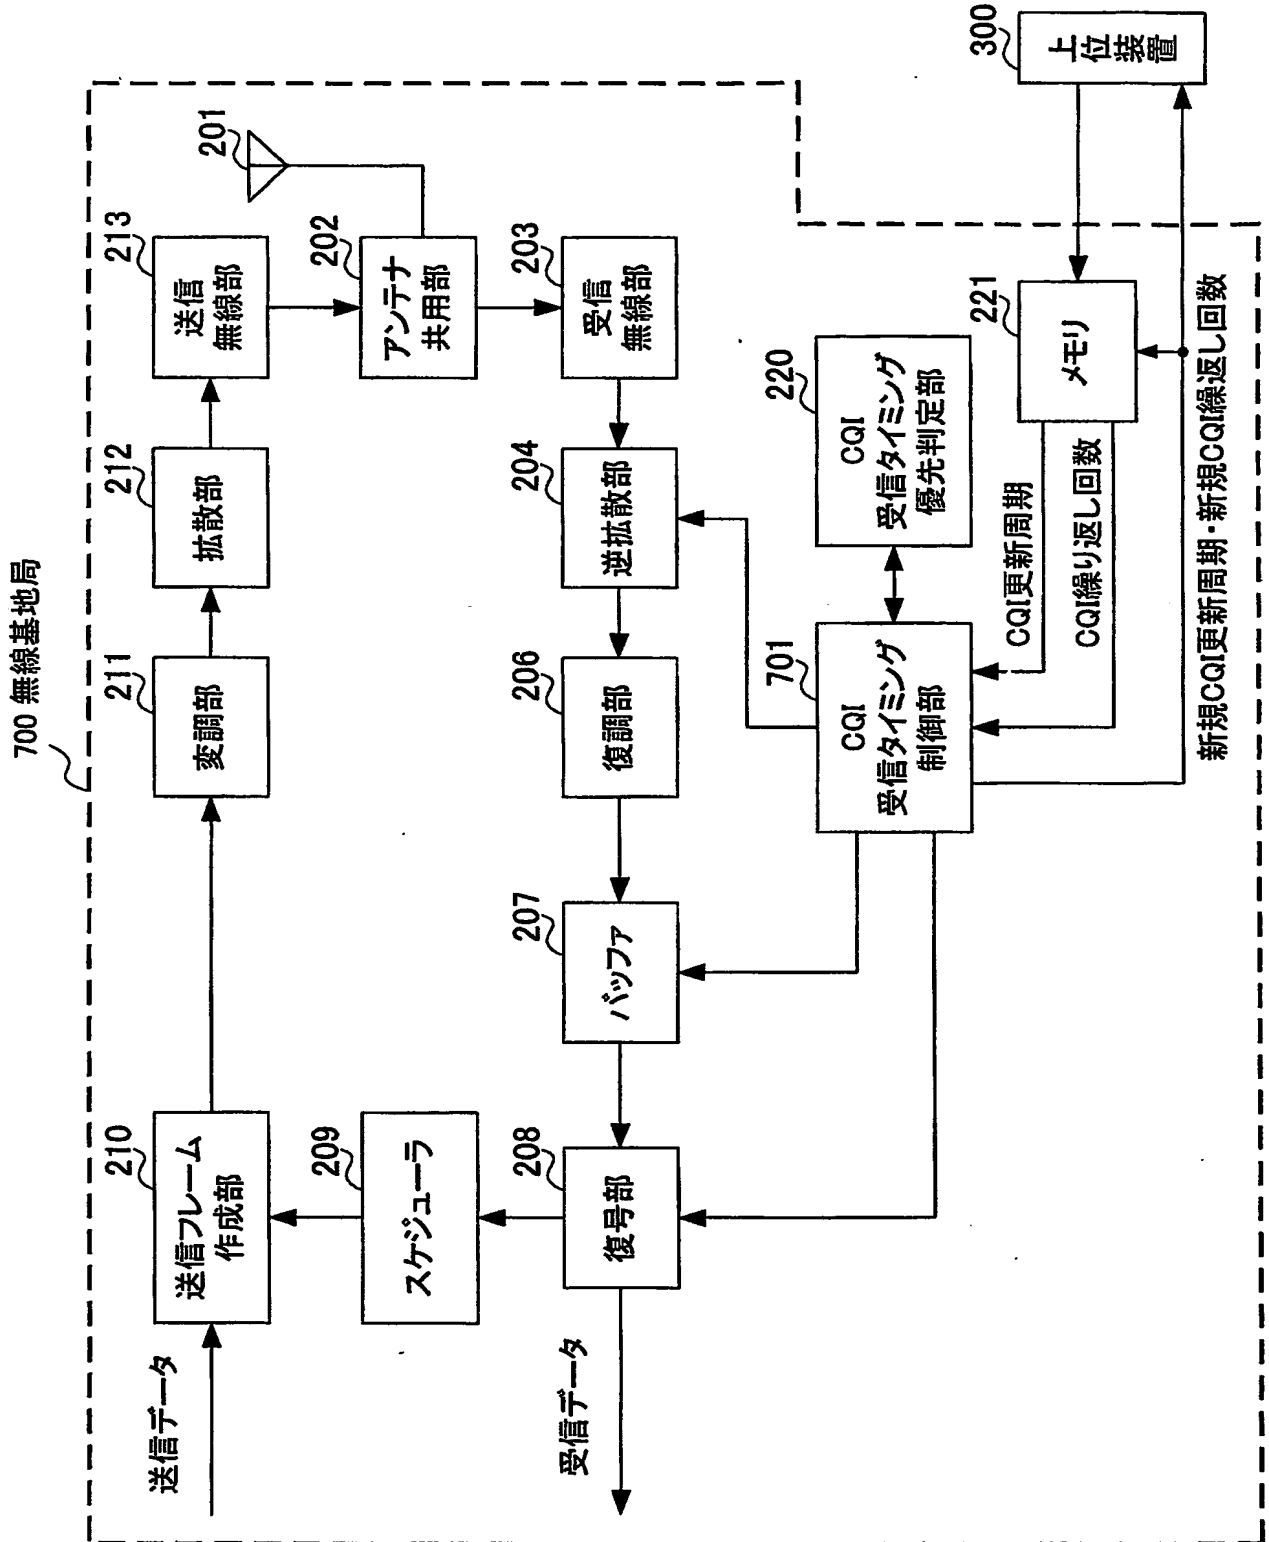 700 無線基地局
送信データ
210
送信フレーム
作成部
211
変調部
212
拡散部
213
送信
無線部
201
209
スケジューラ
202
アンテナ
共用部
受信データ
208
復号部
207
バッファ
206
復調部
204
逆拡散部
203
受信
無線部
701
CQI
受信タイミング
制御部
220
CQI
受信タイミング
優先判定部
CQI更新周期
CQI繰り返し回数
221
メモリ
300
上位装置
新規CQI更新周期・新規CQI繰返し回数